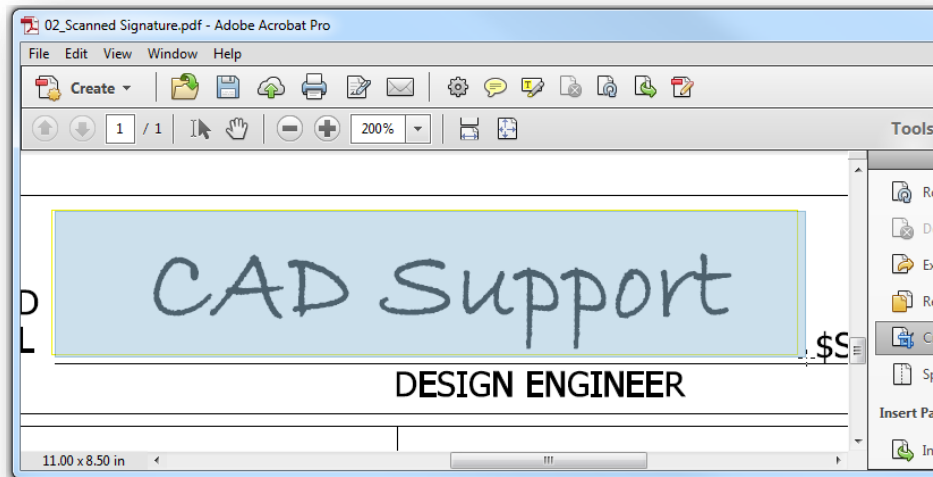 02_Scanned Signature.pdf - Adobe Acrobat Pro
File Edit View Window Help
Create
1 / 1 200%
Tools
CAD Support
$S
DESIGN ENGINEER
Insert Pa
11.00 x 8.50 in